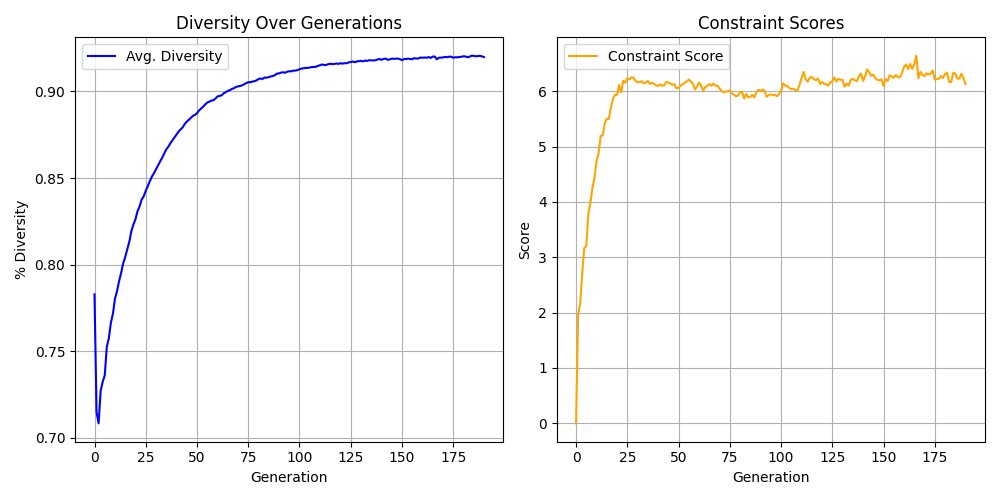 Diversity Over Generations
Avg. Diversity
% Diversity
0.90
0.85
0.80
0.75
0.70
0 25 50 75 100 125 150 175
Generation
Constraint Scores
Constraint Score
Score
6
5
4
3
2
1
0
0 25 50 75 100 125 150 175
Generation